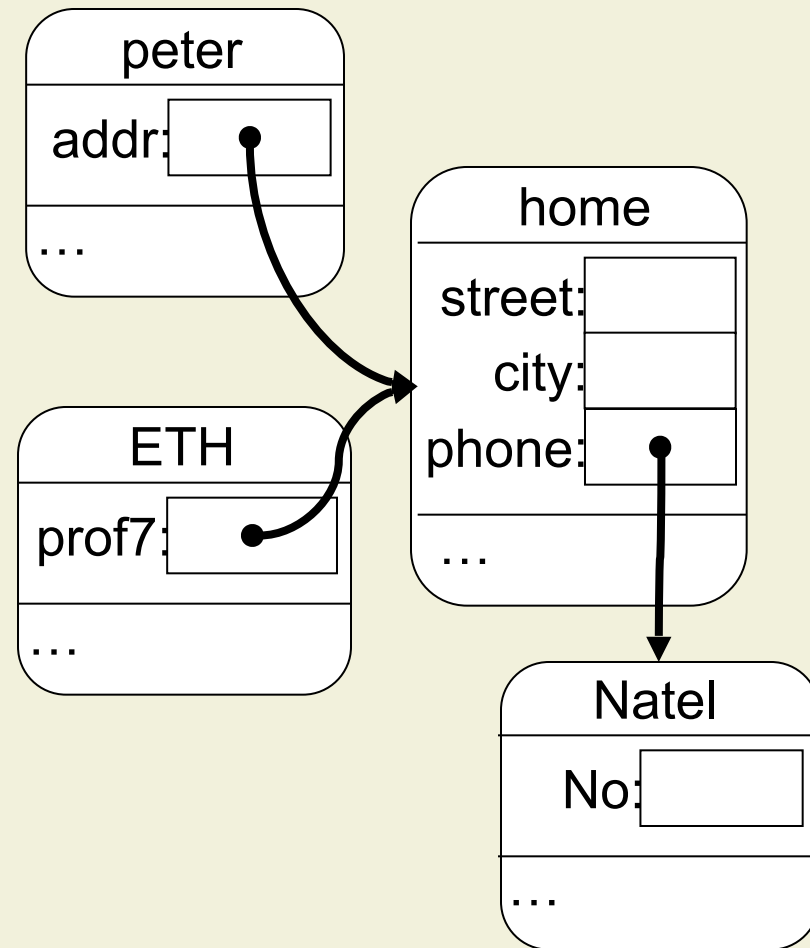 peter
addr:
…
home
street:
city:
phone:
…
ETH
prof7:
…
Natel
No:
…